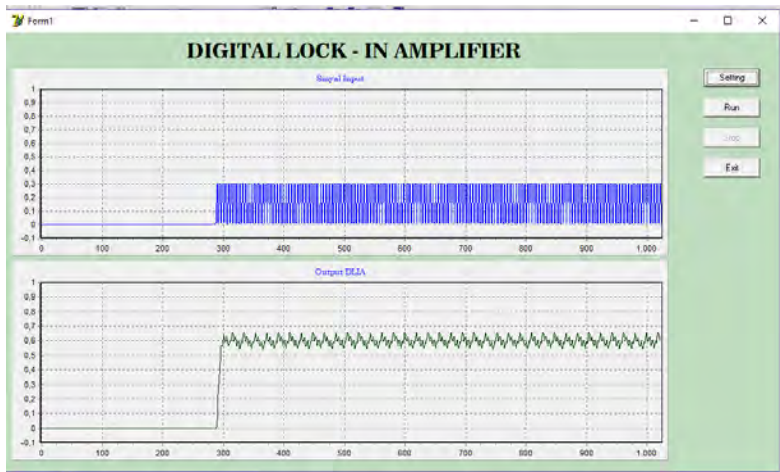 Form1
DIGITAL LOCK - IN AMPLIFIER
Sinyal Input
1
0,9
0,8
0,7
0,6
0,5
0,4
0,3
0,2
0,1
0
-0,1
0 100 200 300 400 500 600 700 800 900 1.000
Output DLIA
1
0,9
0,8
0,7
0,6
0,5
0,4
0,3
0,2
0,1
0
-0,1
0 100 200 300 400 500 600 700 800 900 1.000
Setting
Run
Stop
Exit